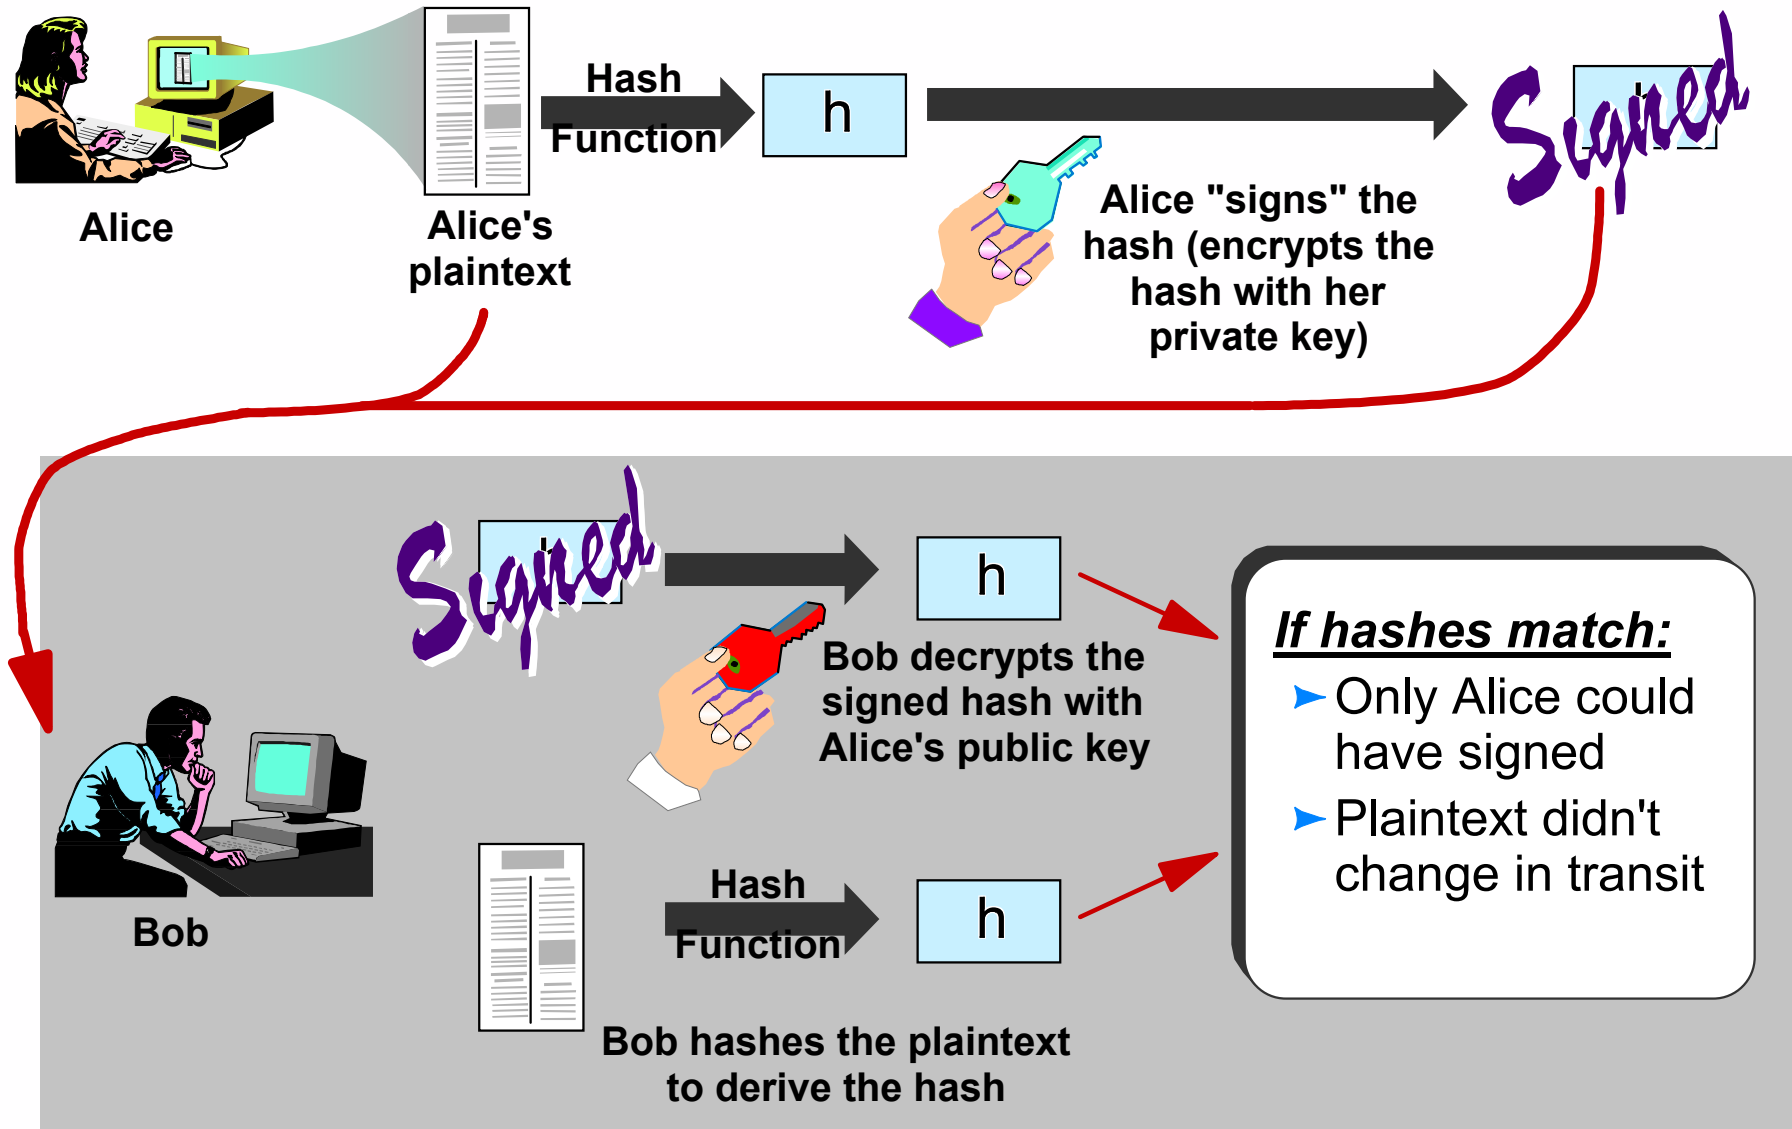 Hash
Function
h
Signed
Alice
Alice's
plaintext
Alice "signs" the
hash (encrypts the
hash with her
private key)
Signed
h
Bob decrypts the
signed hash with
Alice's public key
If hashes match:
Only Alice could
have signed
Plaintext didn't
change in transit
Bob
Hash
Function
h
Bob hashes the plaintext
to derive the hash